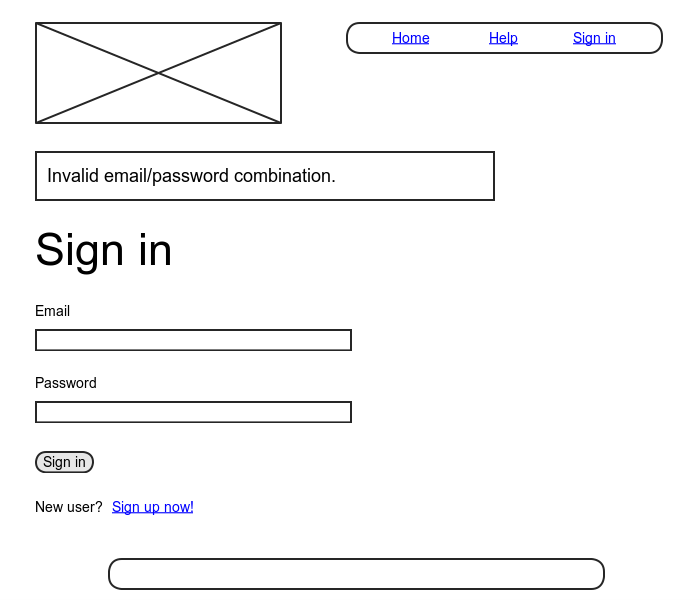 Home Help Sign in
Invalid email/password combination.
Sign in
Email
Password
Sign in
New user? Sign up now!